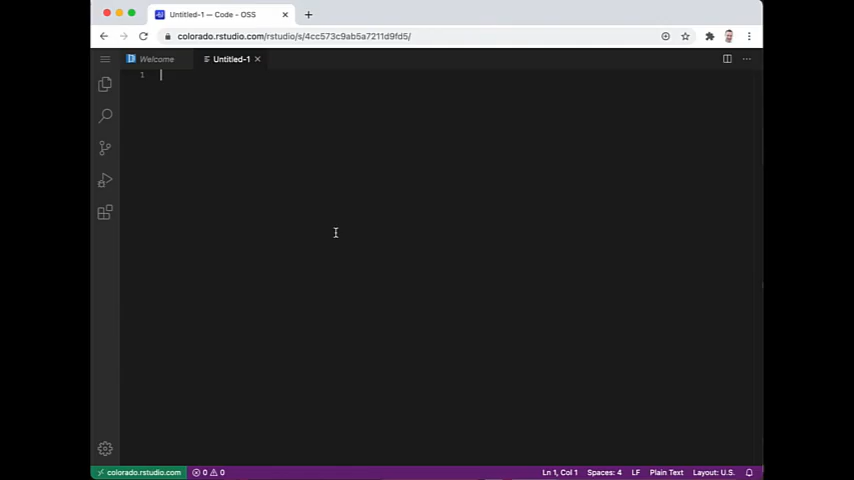 Untitled-1 — Code - OSS
colorado.rstudio.com/rstudio/s/4cc573c9ab5a7211d9fd5/
Welcome
Untitled-1
1
colorado.rstudio.com
0
0
Ln 1, Col 1
Spaces: 4
LF
Plain Text
Layout: U.S.